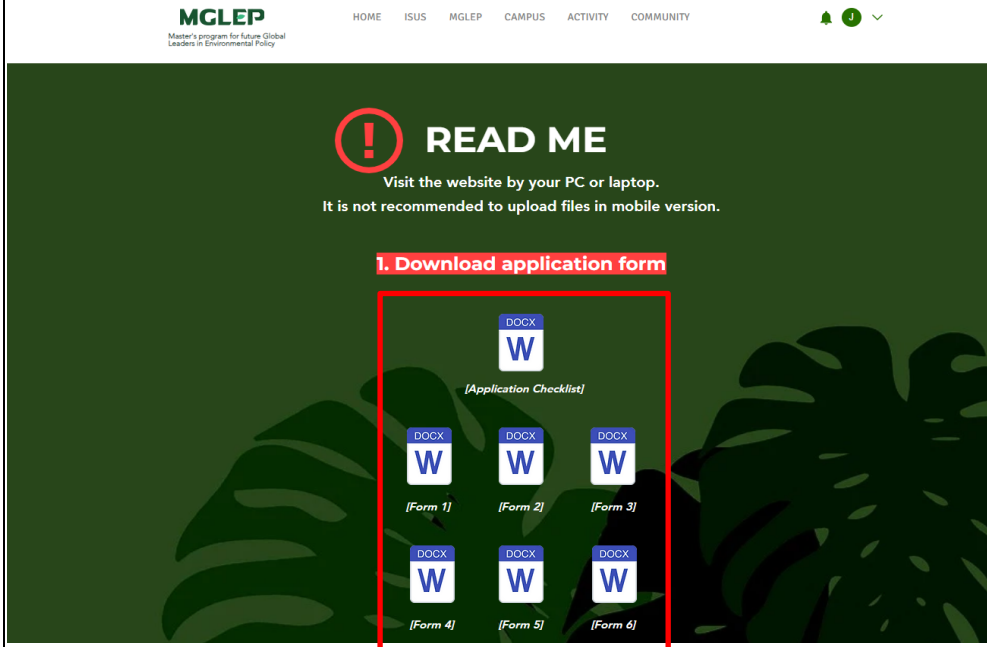 MGLEP
Master's program for future Global
Leaders in Environmental Policy
HOME ISUS MGLEP CAMPUS ACTIVITY COMMUNITY
J
! READ ME
Visit the website by your PC or laptop.
It is not recommended to upload files in mobile version.
1. Download application form
DOCX
W
[Application Checklist]
DOCX DOCX DOCX
W W W
[Form 1] [Form 2] [Form 3]
DOCX DOCX DOCX
W W W
[Form 4] [Form 5] [Form 6]